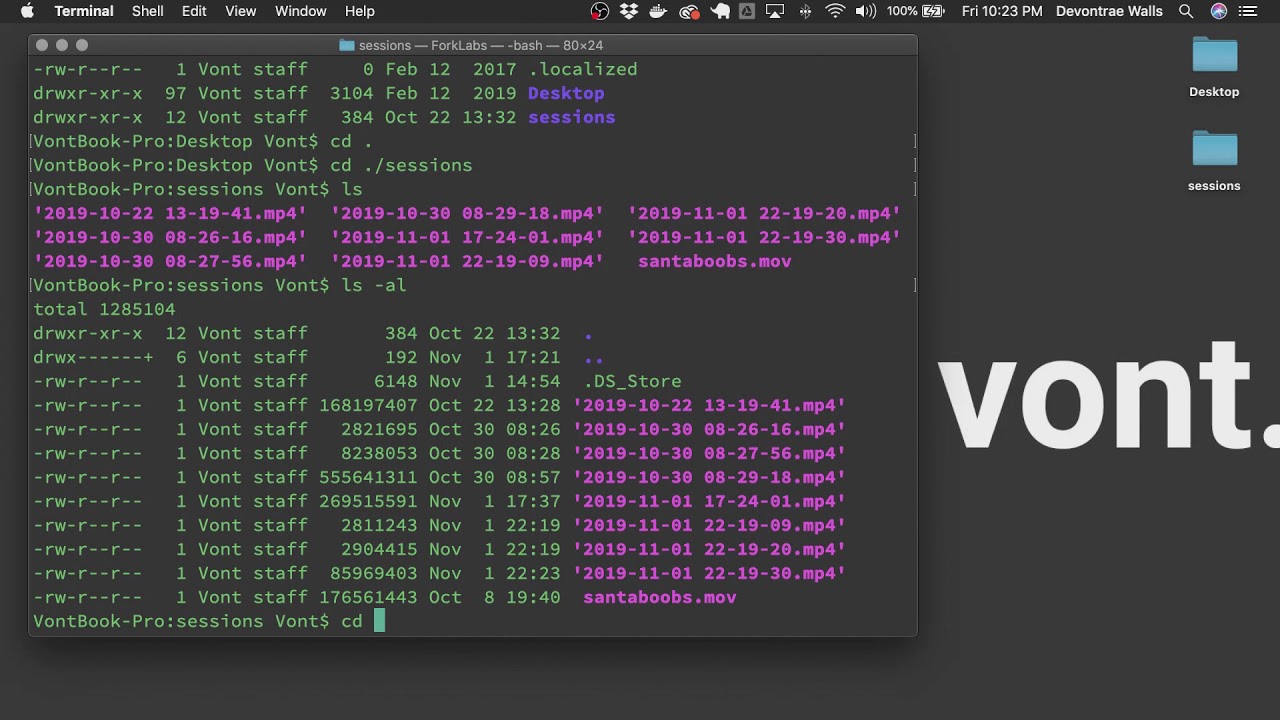 Terminal Shell Edit View Window Help 100% Fri 10:23 PM Devontrae Walls
sessions — ForkLabs — -bash — 80×24
-rw-r--r--   1 Vont staff     0 Feb 12  2017 .localized
drwxr-xr-x  97 Vont staff  3104 Feb 12  2019 Desktop
drwxr-xr-x  12 Vont staff   384 Oct 22 13:32 sessions
[VontBook-Pro:Desktop Vont$ cd . ]
[VontBook-Pro:Desktop Vont$ cd ./sessions
[VontBook-Pro:sessions Vont$ ls ]
'2019-10-22 13-19-41.mp4'  '2019-10-30 08-29-18.mp4'  '2019-11-01 22-19-20.mp4'
'2019-10-30 08-26-16.mp4'  '2019-11-01 17-24-01.mp4'  '2019-11-01 22-19-30.mp4'
'2019-10-30 08-27-56.mp4'  '2019-11-01 22-19-09.mp4'   santaboobs.mov
[VontBook-Pro:sessions Vont$ ls -al ]
total 1285104
drwxr-xr-x  12 Vont staff       384 Oct 22 13:32  .
drwx------+  6 Vont staff       192 Nov  1 17:21  ..
-rw-r--r--   1 Vont staff      6148 Nov  1 14:54  .DS_Store
-rw-r--r--   1 Vont staff 168197407 Oct 22 13:28 '2019-10-22 13-19-41.mp4'
-rw-r--r--   1 Vont staff   2821695 Oct 30 08:26 '2019-10-30 08-26-16.mp4'
-rw-r--r--   1 Vont staff   8238053 Oct 30 08:28 '2019-10-30 08-27-56.mp4'
-rw-r--r--   1 Vont staff 555641311 Oct 30 08:57 '2019-10-30 08-29-18.mp4'
-rw-r--r--   1 Vont staff 269515591 Nov  1 17:37 '2019-11-01 17-24-01.mp4'
-rw-r--r--   1 Vont staff   2811243 Nov  1 22:19 '2019-11-01 22-19-09.mp4'
-rw-r--r--   1 Vont staff   2904415 Nov  1 22:19 '2019-11-01 22-19-20.mp4'
-rw-r--r--   1 Vont staff  85969403 Nov  1 22:23 '2019-11-01 22-19-30.mp4'
-rw-r--r--   1 Vont staff 176561443 Oct  8 19:40  santaboobs.mov
VontBook-Pro:sessions Vont$ cd
Desktop
sessions
vont.